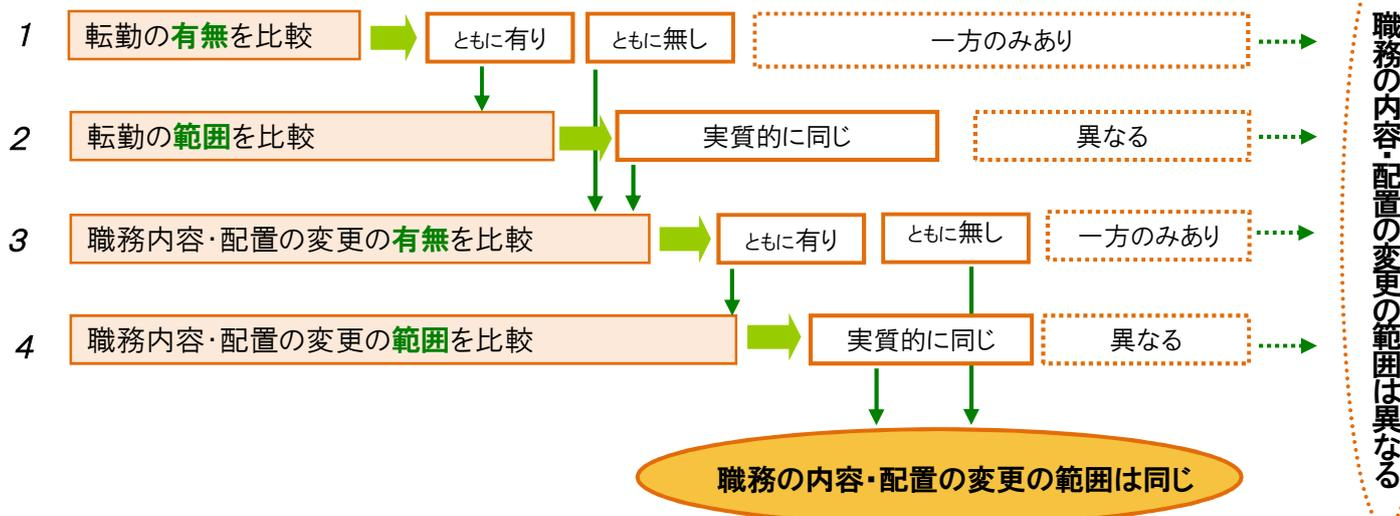 1 転勤の有無を比較 ともに有り ともに無し 一方のみあり
2 転勤の範囲を比較 実質的に同じ 異なる
3 職務内容・配置の変更の有無を比較 ともに有り ともに無し 一方のみあり
4 職務内容・配置の変更の範囲を比較 実質的に同じ 異なる
職務の内容・配置の変更の範囲は同じ
職務の内容・配置の変更の範囲は異なる